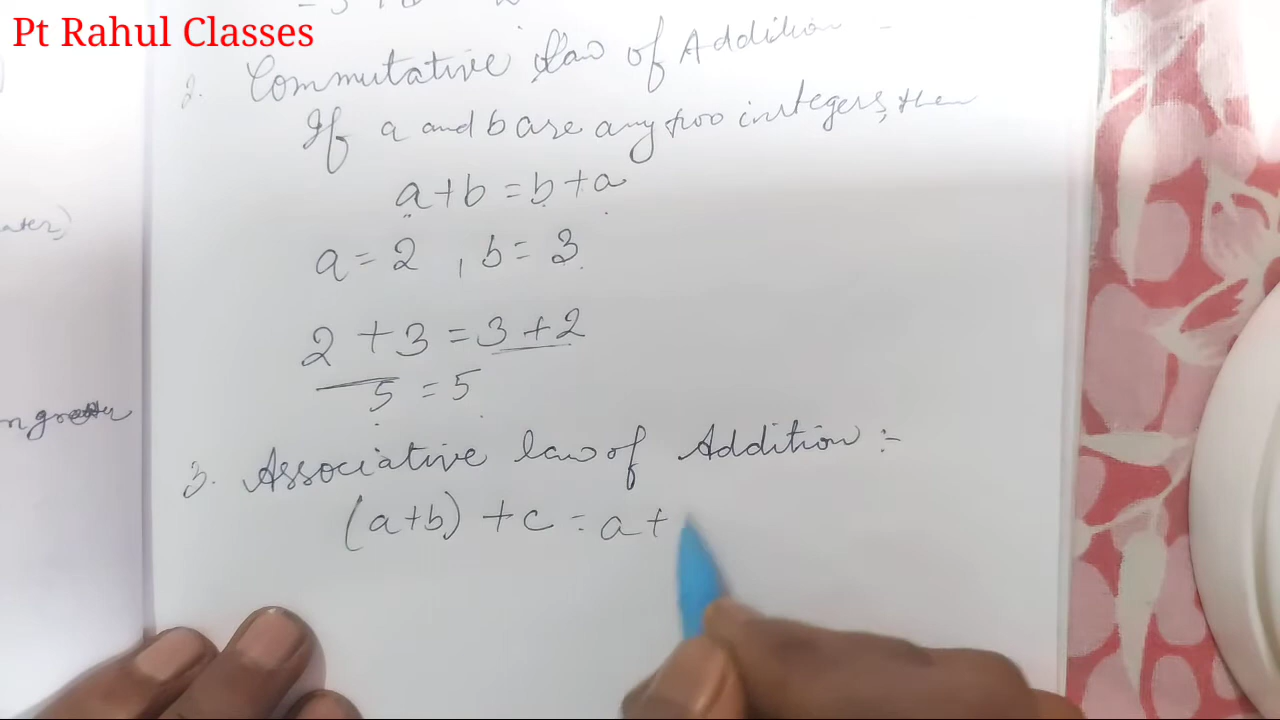 Pt Rahul Classes
2. Commutative law of Addition -
If a and b are any two integers, then
a+b = b+a
a = 2 , b = 3
2 + 3 = 3 + 2
5 = 5
3. Associative law of Addition :-
(a+b) + c = a +